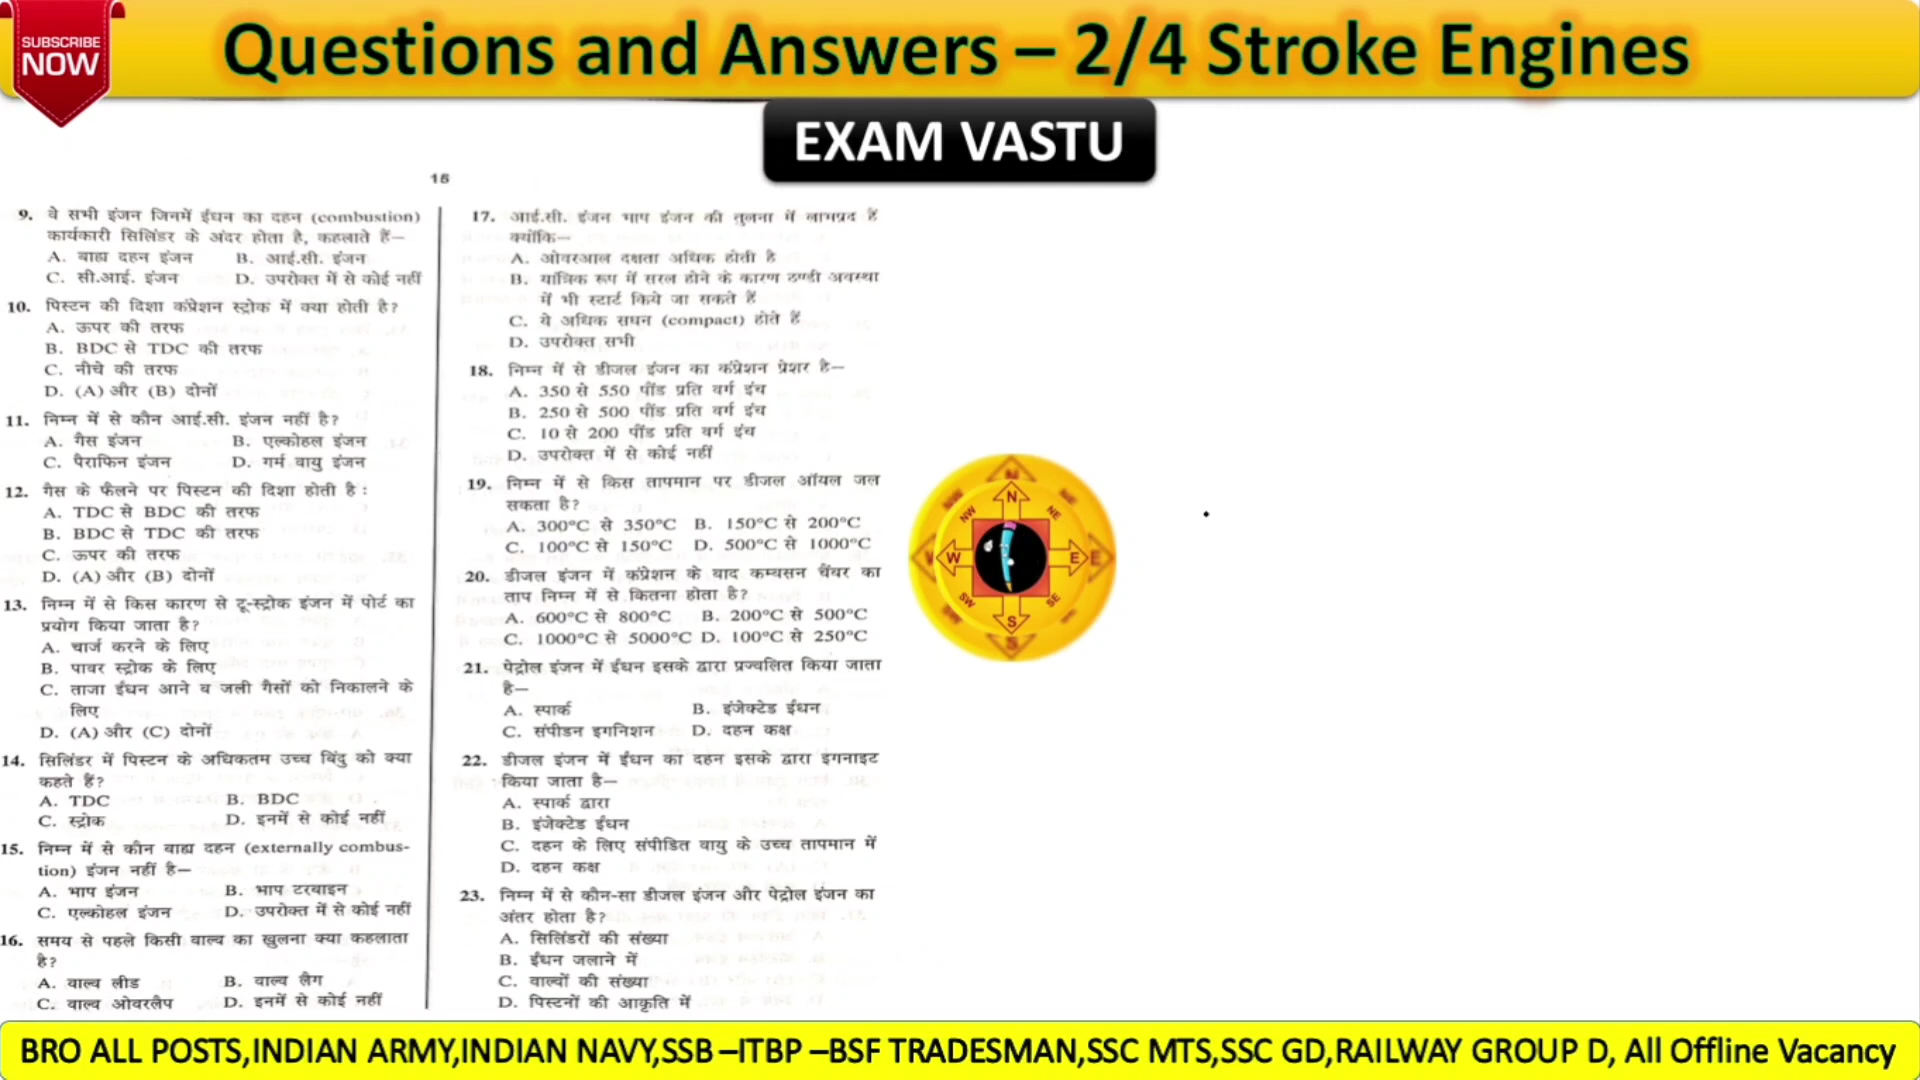 SUBSCRIBE
NOW
Questions and Answers – 2/4 Stroke Engines
EXAM VASTU
18
9. वे सभी इंजन जिनमें ईंधन का दहन (combustion)
कार्यकारी सिलिंडर के अंदर होता है, कहलाते हैं—
A. बाह्य दहन इंजन B. आई.सी. इंजन
C. सी.आई. इंजन D. उपरोक्त में से कोई नहीं
10. पिस्टन की दिशा कंप्रेशन स्ट्रोक में क्या होती है?
A. ऊपर की तरफ
B. BDC से TDC की तरफ
C. नीचे की तरफ
D. (A) और (B) दोनों
11. निम्न में से कौन आई.सी. इंजन नहीं है?
A. गैस इंजन B. एल्कोहल इंजन
C. पैराफिन इंजन D. गर्म वायु इंजन
12. गैस के फैलने पर पिस्टन की दिशा होती है :
A. TDC से BDC की तरफ
B. BDC से TDC की तरफ
C. ऊपर की तरफ
D. (A) और (B) दोनों
13. निम्न में से किस कारण से टू-स्ट्रोक इंजन में पोर्ट का
प्रयोग किया जाता है?
A. चार्ज करने के लिए
B. पावर स्ट्रोक के लिए
C. ताजा ईंधन आने व जली गैसों को निकालने के
लिए
D. (A) और (C) दोनों
14. सिलिंडर में पिस्टन के अधिकतम उच्च बिंदु को क्या
कहते हैं?
A. TDC B. BDC
C. स्ट्रोक D. इनमें से कोई नहीं
15. निम्न में से कौन बाह्य दहन (externally combus-
tion) इंजन नहीं है—
A. भाप इंजन B. भाप टरबाइन
C. एल्कोहल इंजन D. उपरोक्त में से कोई नहीं
16. समय से पहले किसी वाल्व का खुलना क्या कहलाता
है?
A. वाल्व लीड B. वाल्व लैग
C. वाल्व ओवरलैप D. इनमें से कोई नहीं
17. आई.सी. इंजन भाप इंजन की तुलना में लाभप्रद हैं
क्योंकि—
A. ओवरआल दक्षता अधिक होती है
B. यांत्रिक रूप में सरल होने के कारण ठण्डी अवस्था
में भी स्टार्ट किये जा सकते हैं
C. ये अधिक सघन (compact) होते हैं
D. उपरोक्त सभी
18. निम्न में से डीजल इंजन का कंप्रेशन प्रेशर है—
A. 350 से 550 पौंड प्रति वर्ग इंच
B. 250 से 500 पौंड प्रति वर्ग इंच
C. 10 से 200 पौंड प्रति वर्ग इंच
D. उपरोक्त में से कोई नहीं
19. निम्न में से किस तापमान पर डीजल ऑयल जल
सकता है?
A. 300°C से 350°C B. 150°C से 200°C
C. 100°C से 150°C D. 500°C से 1000°C
20. डीजल इंजन में कंप्रेशन के बाद कम्बसन चैंबर का
ताप निम्न में से कितना होता है?
A. 600°C से 800°C B. 200°C से 500°C
C. 1000°C से 5000°C D. 100°C से 250°C
21. पेट्रोल इंजन में ईंधन इसके द्वारा प्रज्वलित किया जाता
है—
A. स्पार्क B. इंजेक्टेड ईंधन
C. संपीडन इगनिशन D. दहन कक्ष
22. डीजल इंजन में ईंधन का दहन इसके द्वारा इगनाइट
किया जाता है—
A. स्पार्क द्वारा
B. इंजेक्टेड ईंधन
C. दहन के लिए संपीडित वायु के उच्च तापमान में
D. दहन कक्ष
23. निम्न में से कौन-सा डीजल इंजन और पेट्रोल इंजन का
अंतर होता है?
A. सिलिंडरों की संख्या
B. ईंधन जलाने में
C. वाल्वों की संख्या
D. पिस्टनों की आकृति में
N
N
NW NE
W E E
SW SE
S
S
BRO ALL POSTS,INDIAN ARMY,INDIAN NAVY,SSB –ITBP –BSF TRADESMAN,SSC MTS,SSC GD,RAILWAY GROUP D, All Offline Vacancy